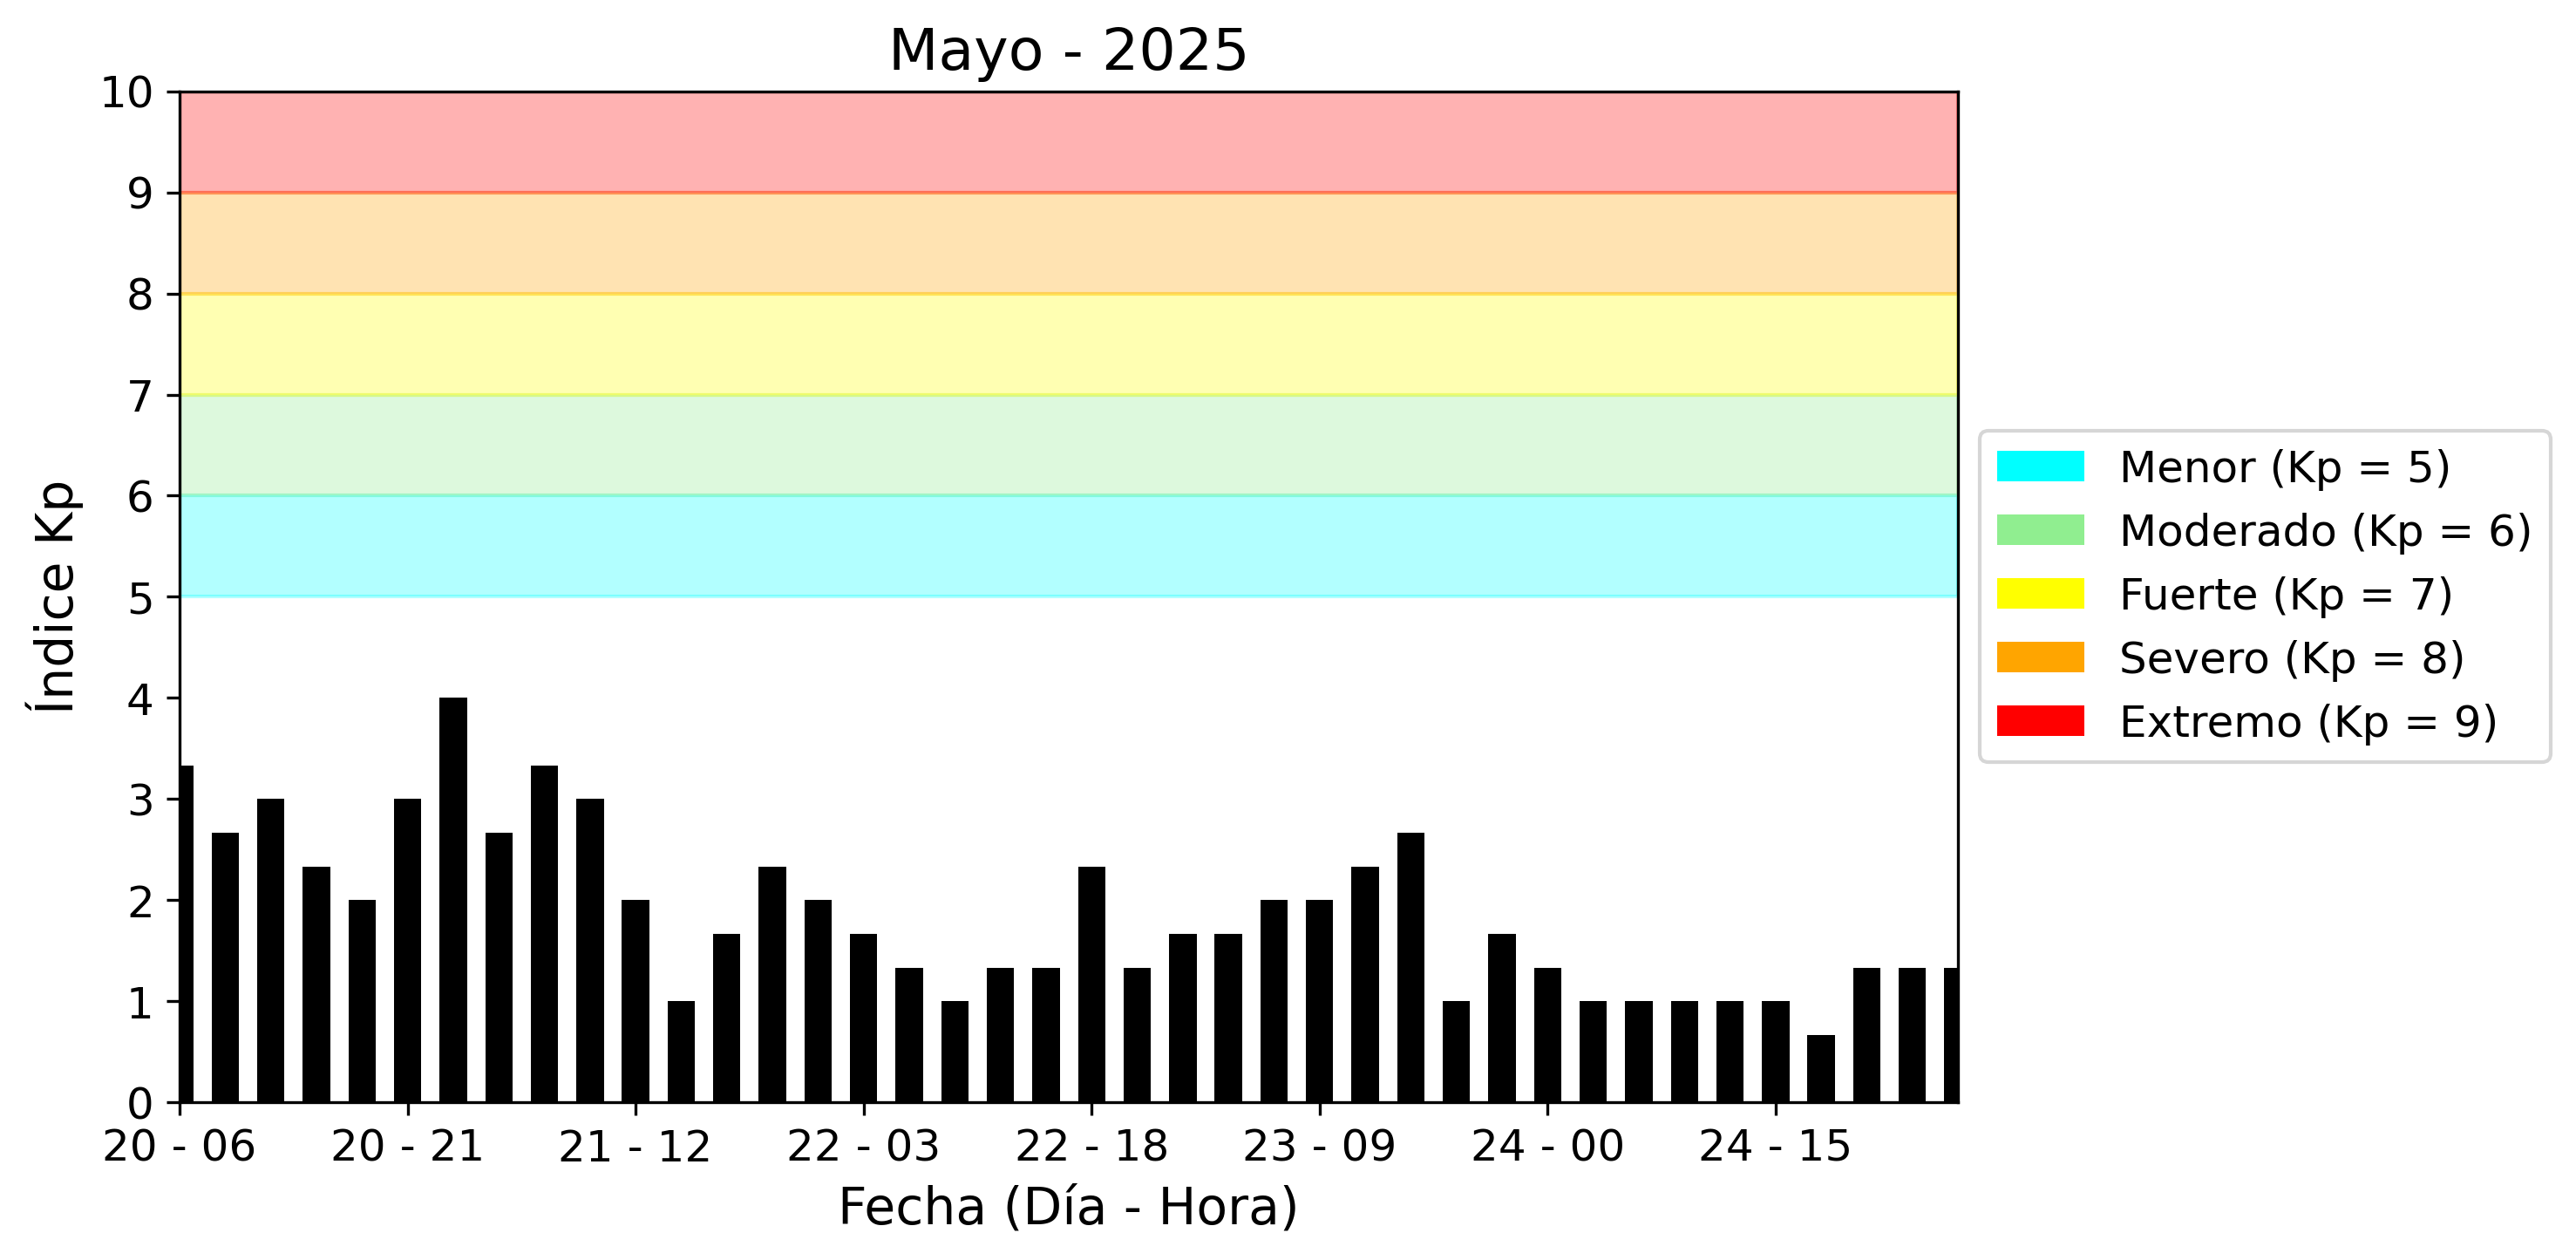 Mayo - 2025
10
9
8
7
6
5
4
3
2
1
0
Índice Kp
20 - 06 20 - 21 21 - 12 22 - 03 22 - 18 23 - 09 24 - 00 24 - 15
Fecha (Día - Hora)
Menor (Kp = 5)
Moderado (Kp = 6)
Fuerte (Kp = 7)
Severo (Kp = 8)
Extremo (Kp = 9)